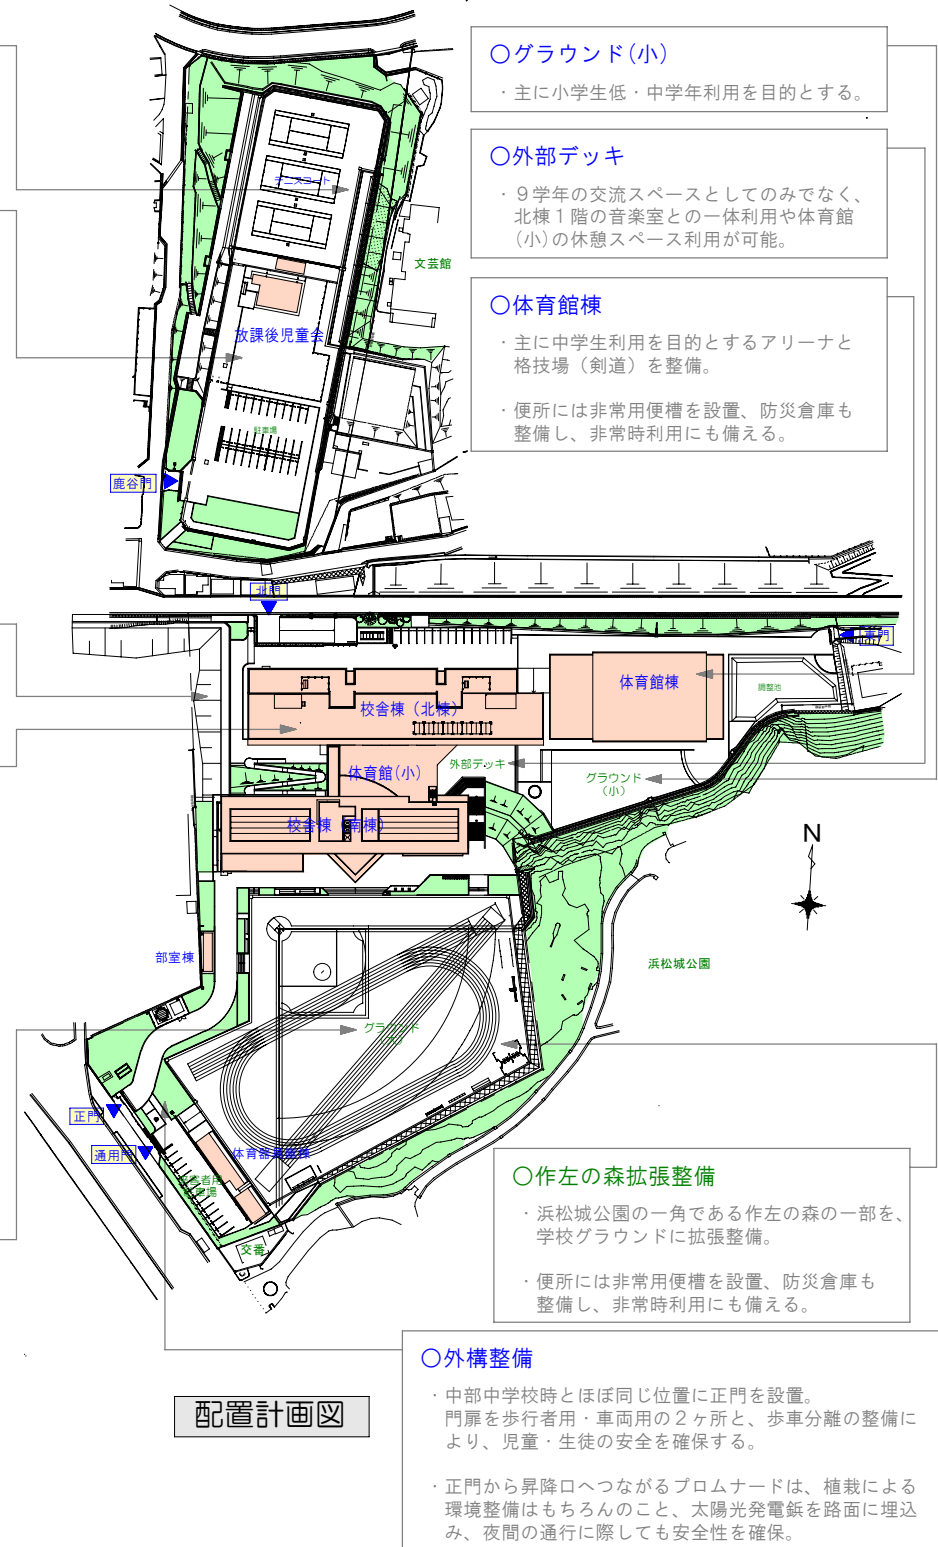 ○グラウンド(小)
・主に小学生低・中学年利用を目的とする。
○外部デッキ
・９学年の交流スペースとしてのみでなく、
北棟１階の音楽室との一体利用や体育館
(小)の休憩スペース利用が可能。
○体育館棟
・主に中学生利用を目的とするアリーナと
格技場（剣道）を整備。
・便所には非常用便槽を設置、防災倉庫も
整備し、非常時利用にも備える。
テニスコート
文芸館
放課後児童会
駐車場
鹿谷門
北門
東門
体育館棟
調整池
校舎棟（北棟）
体育館(小)
外部デッキ
グラウンド
（小）
校舎棟（南棟）
N
部室棟
浜松城公園
グラウンド
正門
通用門
体育器具庫棟
交番
○作左の森拡張整備
・浜松城公園の一角である作左の森の一部を、
学校グラウンドに拡張整備。
・便所には非常用便槽を設置、防災倉庫も
整備し、非常時利用にも備える。
○外構整備
・中部中学校時とほぼ同じ位置に正門を設置。
門扉を歩行者用・車両用の２ヶ所と、歩車分離の整備に
より、児童・生徒の安全を確保する。
・正門から昇降口へつながるプロムナードは、植栽による
環境整備はもちろんのこと、太陽光発電鋲を路面に埋込
み、夜間の通行に際しても安全性を確保。
配置計画図